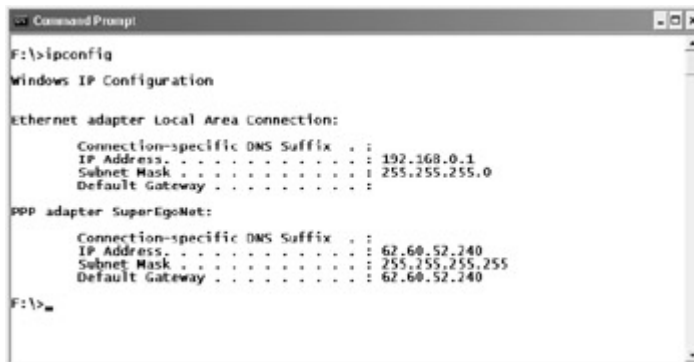 Command Prompt
F:\>ipconfig
Windows IP Configuration
Ethernet adapter Local Area Connection:
Connection-specific DNS Suffix . :
IP Address. . . . . . . . . . . . : 192.168.0.1
Subnet Mask . . . . . . . . . . . : 255.255.255.0
Default Gateway . . . . . . . . . :
PPP adapter SuperEgoNet:
Connection-specific DNS Suffix . :
IP Address. . . . . . . . . . . . : 62.60.52.240
Subnet Mask . . . . . . . . . . . : 255.255.255.255
Default Gateway . . . . . . . . . : 62.60.52.240
F:\>_